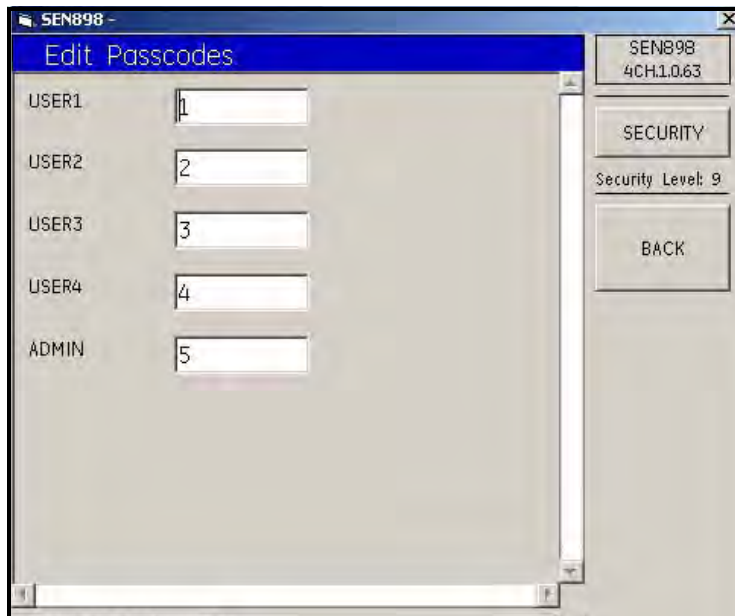 SEN898 -
Edit Passcodes
USER1 1
USER2 2
USER3 3
USER4 4
ADMIN 5
SEN898
4CH.1.0.63
SECURITY
Security Level: 9
BACK